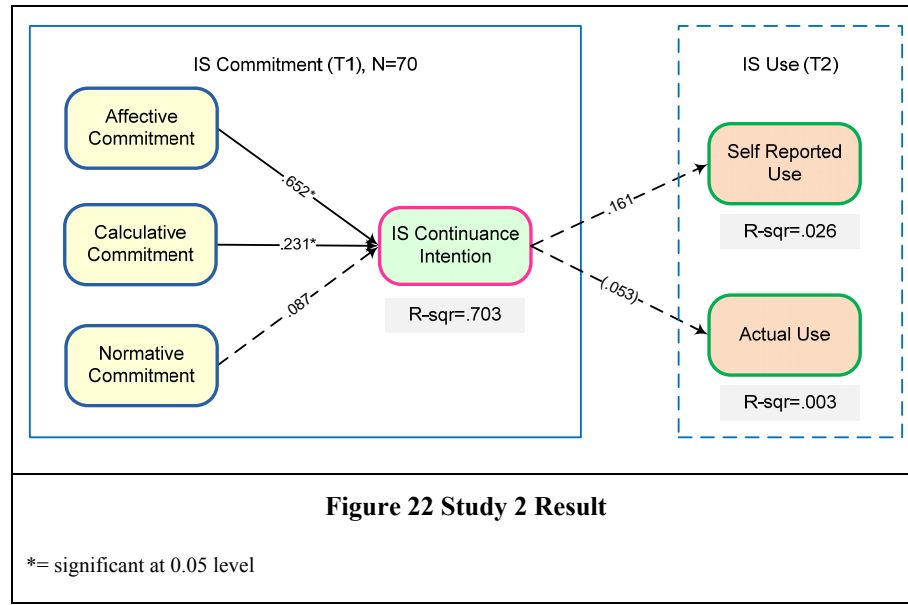 IS Commitment (T1), N=70
IS Use (T2)
Affective
Commitment
Calculative
Commitment
Normative
Commitment
.652*
.231*
.087
IS Continuance
Intention
R-sqr=.703
.161
(.053)
Self Reported
Use
R-sqr=.026
Actual Use
R-sqr=.003
Figure 22 Study 2 Result
*= significant at 0.05 level